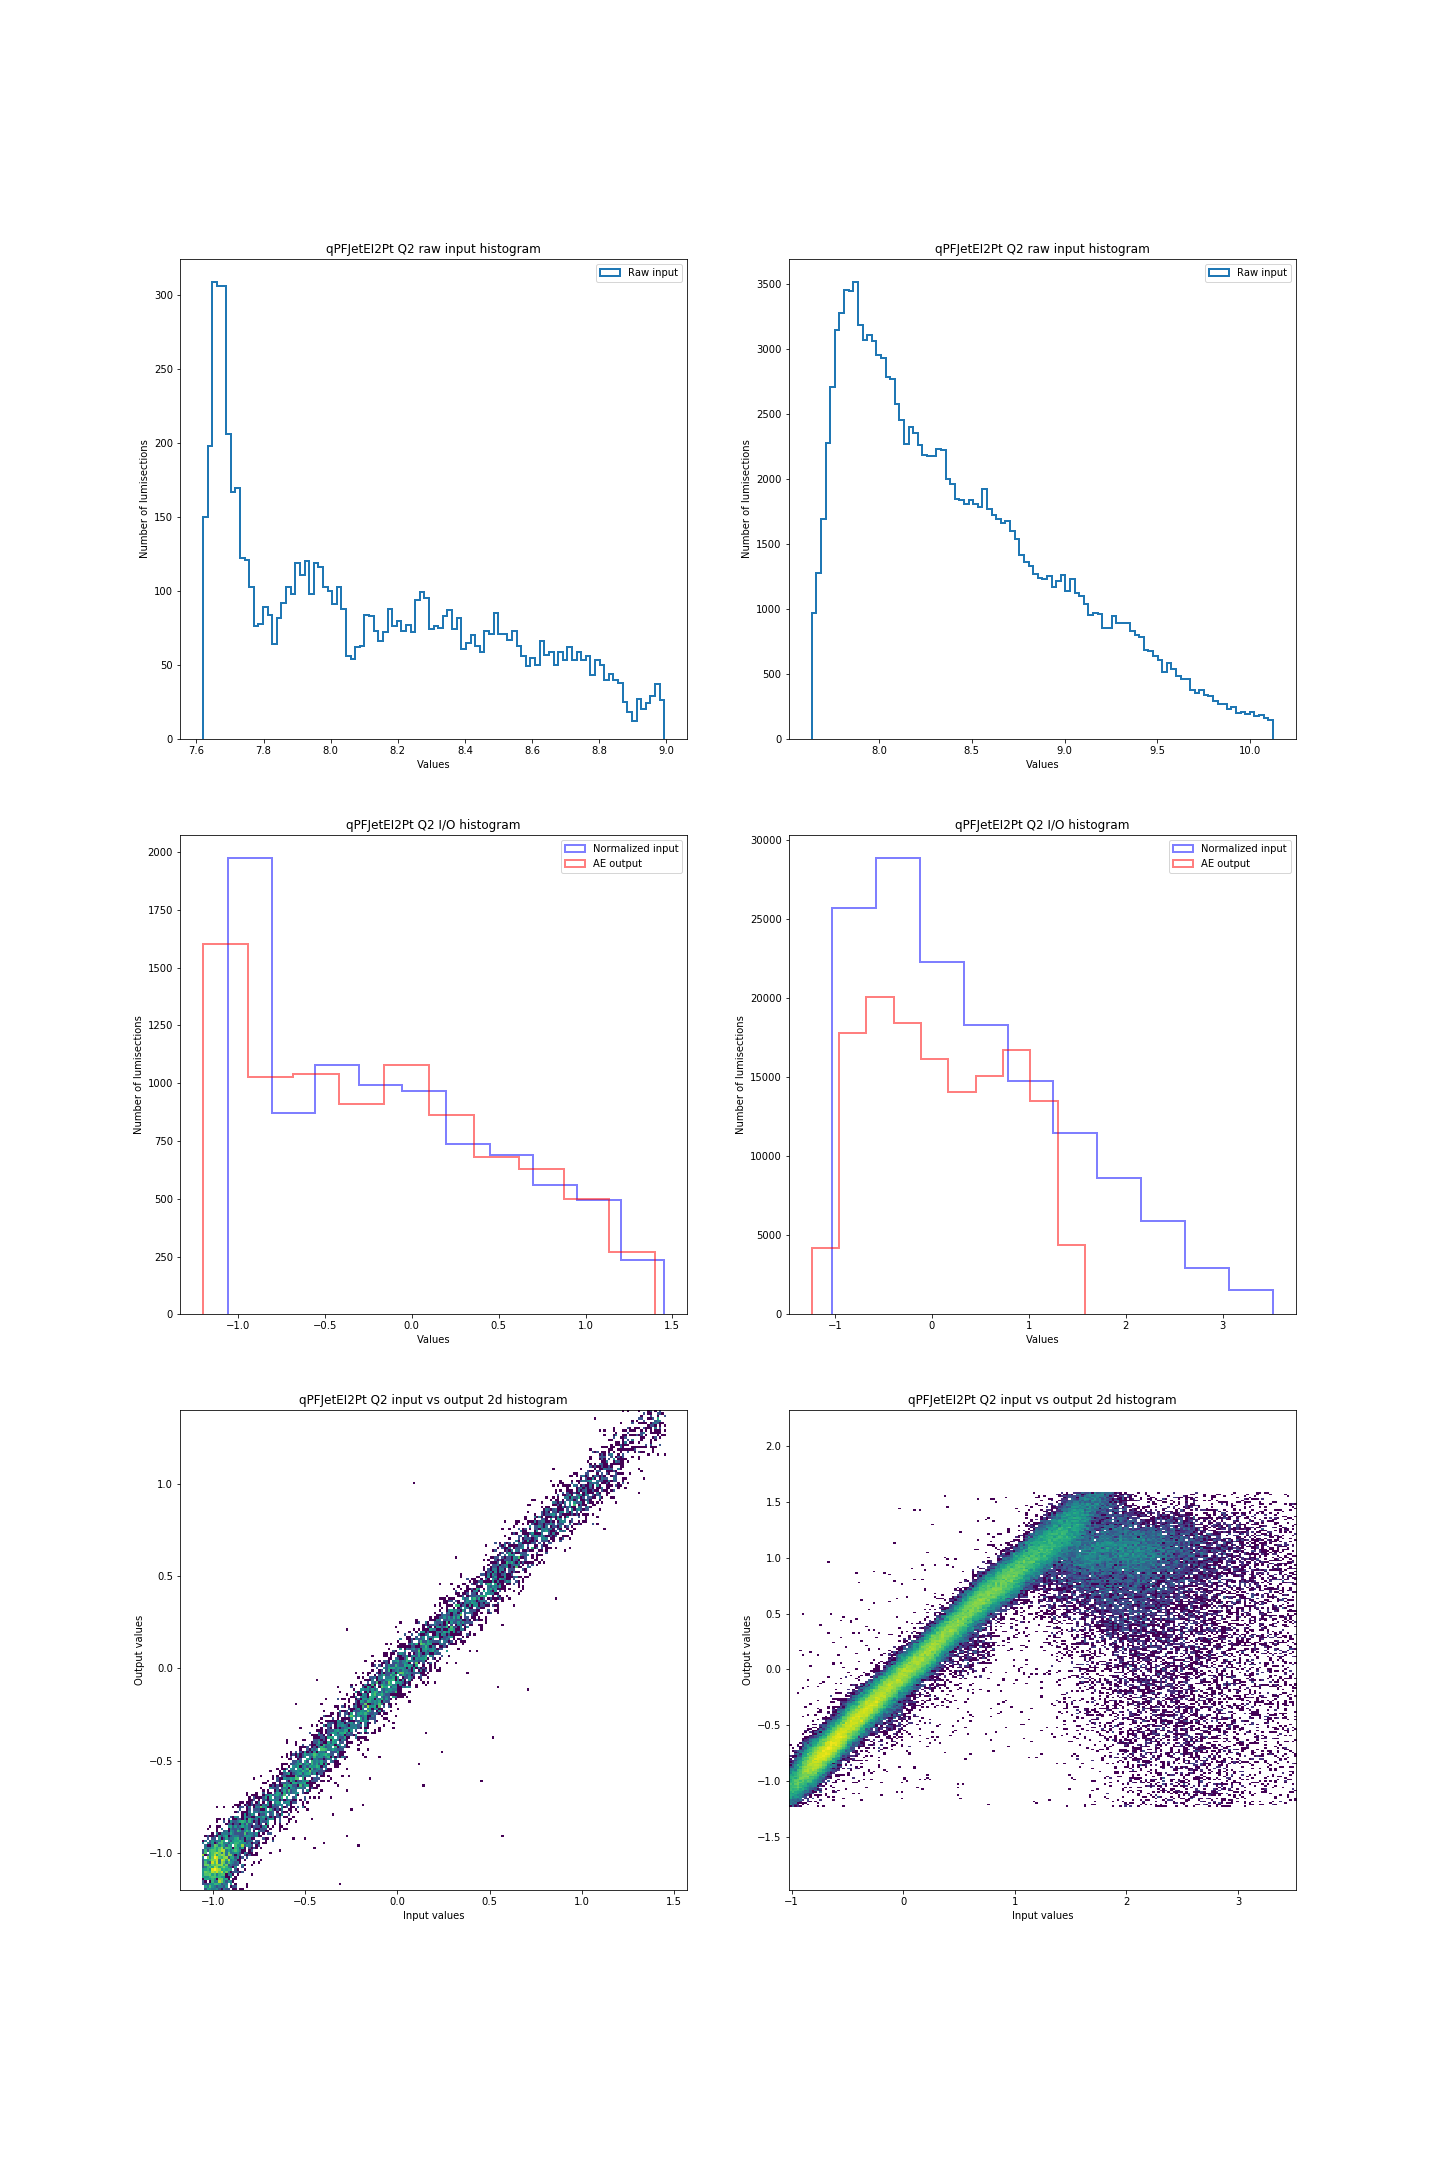 qPFJetEI2Pt Q2 raw input histogram
Raw input
Number of lumisections
300
250
200
150
100
50
0
7.6 7.8 8.0 8.2 8.4 8.6 8.8 9.0
Values
qPFJetEI2Pt Q2 raw input histogram
Raw input
Number of lumisections
3500
3000
2500
2000
1500
1000
500
0
8.0 8.5 9.0 9.5 10.0
Values
qPFJetEI2Pt Q2 I/O histogram
Normalized input
AE output
Number of lumisections
2000
1750
1500
1250
1000
750
500
250
0
−1.0 −0.5 0.0 0.5 1.0 1.5
Values
qPFJetEI2Pt Q2 I/O histogram
Normalized input
AE output
Number of lumisections
30000
25000
20000
15000
10000
5000
0
−1 0 1 2 3
Values
qPFJetEI2Pt Q2 input vs output 2d histogram
Output values
1.0
0.5
0.0
−0.5
−1.0
−1.0 −0.5 0.0 0.5 1.0 1.5
Input values
qPFJetEI2Pt Q2 input vs output 2d histogram
Output values
2.0
1.5
1.0
0.5
0.0
−0.5
−1.0
−1.5
−1 0 1 2 3
Input values